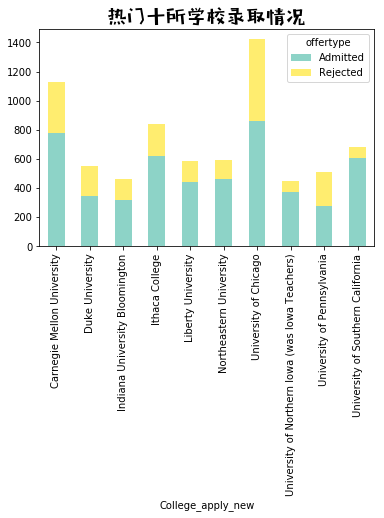 热门十所学校录取情况
offertype
Admitted
Rejected
1400
1200
1000
800
600
400
200
0
Carnegie Mellon University
Duke University
Indiana University Bloomington
Ithaca College
Liberty University
Northeastern University
University of Chicago
University of Northern Iowa (was Iowa Teachers)
University of Pennsylvania
University of Southern California
College_apply_new